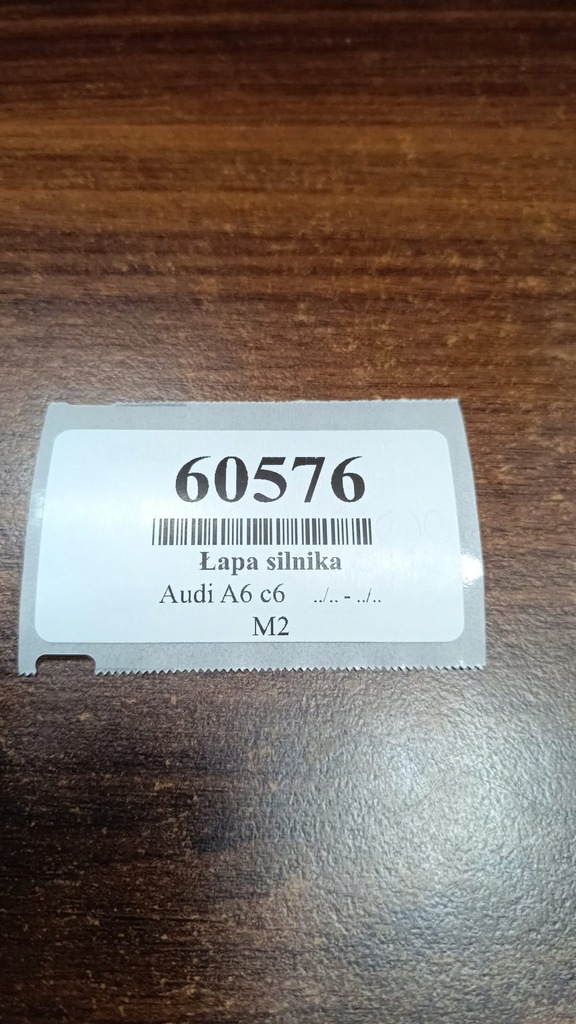 60576
Łapa silnika
Audi A6 c6 ../.. - ../..
M2